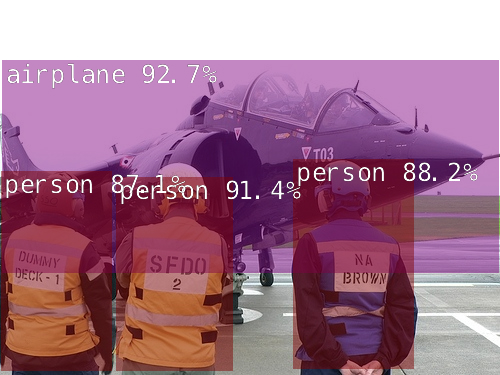 airplane 92.7%
T03
person 87.1%
person 91.4%
person 88.2%
DUMMY
DECK-1
SFDO
2
NA
BROWN